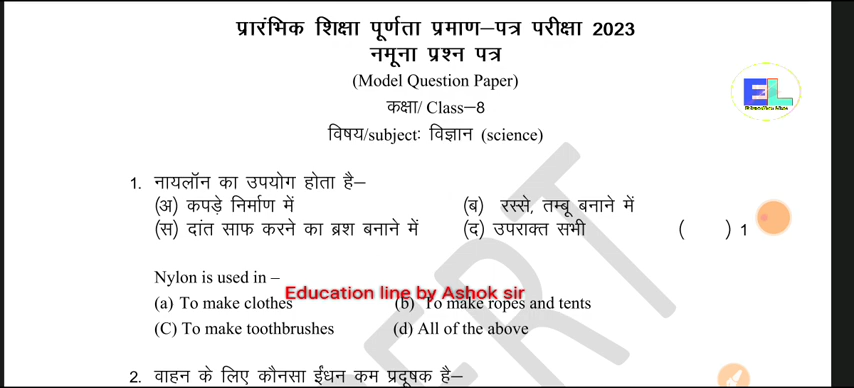 प्रारंभिक शिक्षा पूर्णता प्रमाण–पत्र परीक्षा 2023
नमूना प्रश्न पत्र
(Model Question Paper)
कक्षा/ Class–8
विषय/subject: विज्ञान (science)
EL
1. नायलॉन का उपयोग होता है–
(अ) कपड़े निर्माण में (ब) रस्से, तम्बू बनाने में
(स) दांत साफ करने का ब्रश बनाने में (द) उपराक्त सभी ( ) 1
Nylon is used in –
Education line by Ashok sir
(a) To make clothes (b) To make ropes and tents
(C) To make toothbrushes (d) All of the above
2. वाहन के लिए कौनसा ईंधन कम प्रदूषक है–